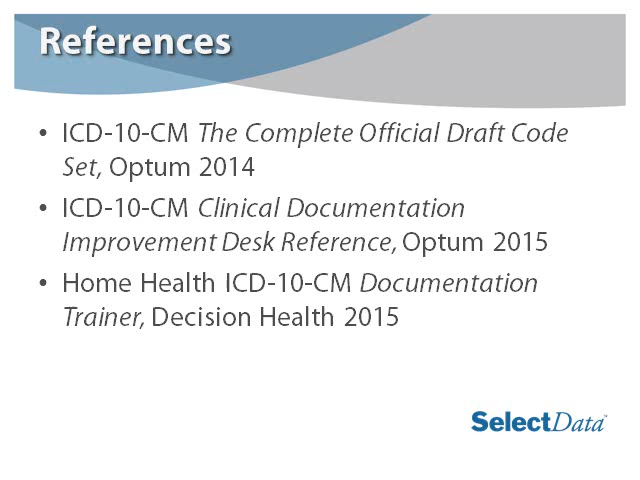 References
• ICD-10-CM The Complete Official Draft Code
Set, Optum 2014
• ICD-10-CM Clinical Documentation
Improvement Desk Reference, Optum 2015
• Home Health ICD-10-CM Documentation
Trainer, Decision Health 2015
SelectData™